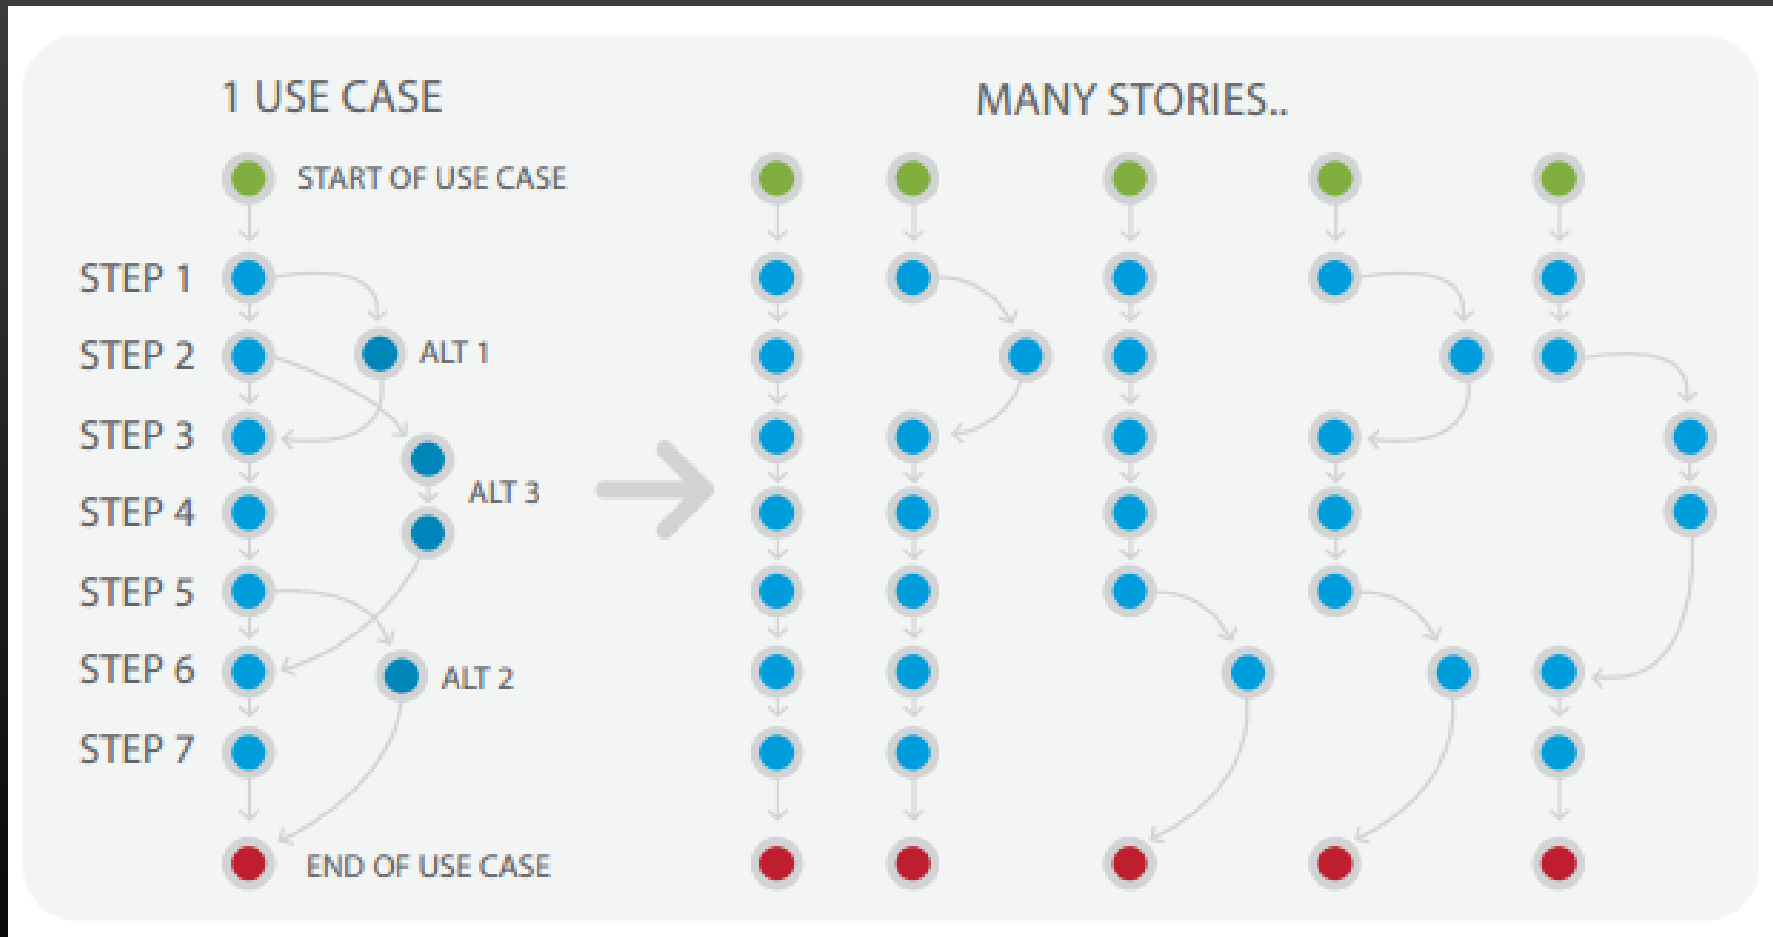 1 USE CASE
MANY STORIES..
START OF USE CASE
STEP 1
STEP 2
ALT 1
STEP 3
ALT 3
STEP 4
STEP 5
STEP 6
ALT 2
STEP 7
END OF USE CASE